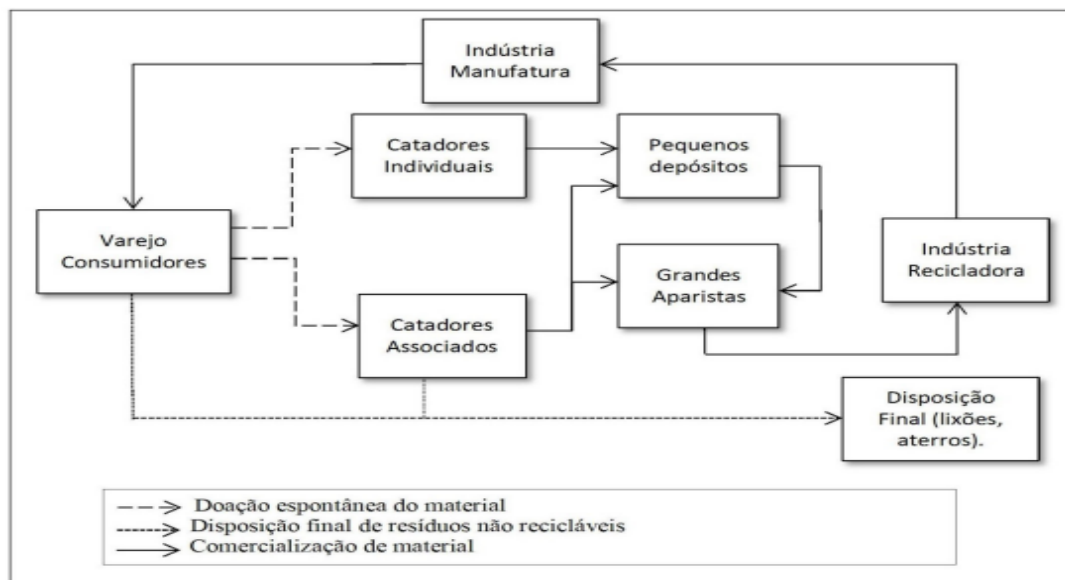 Indústria
Manufatura
Catadores
Individuais
Pequenos
depósitos
Varejo
Consumidores
Indústria
Recicladora
Grandes
Aparistas
Catadores
Associados
Disposição
Final (lixões,
aterros).
Doação espontânea do material
Disposição final de resíduos não recicláveis
Comercialização de material